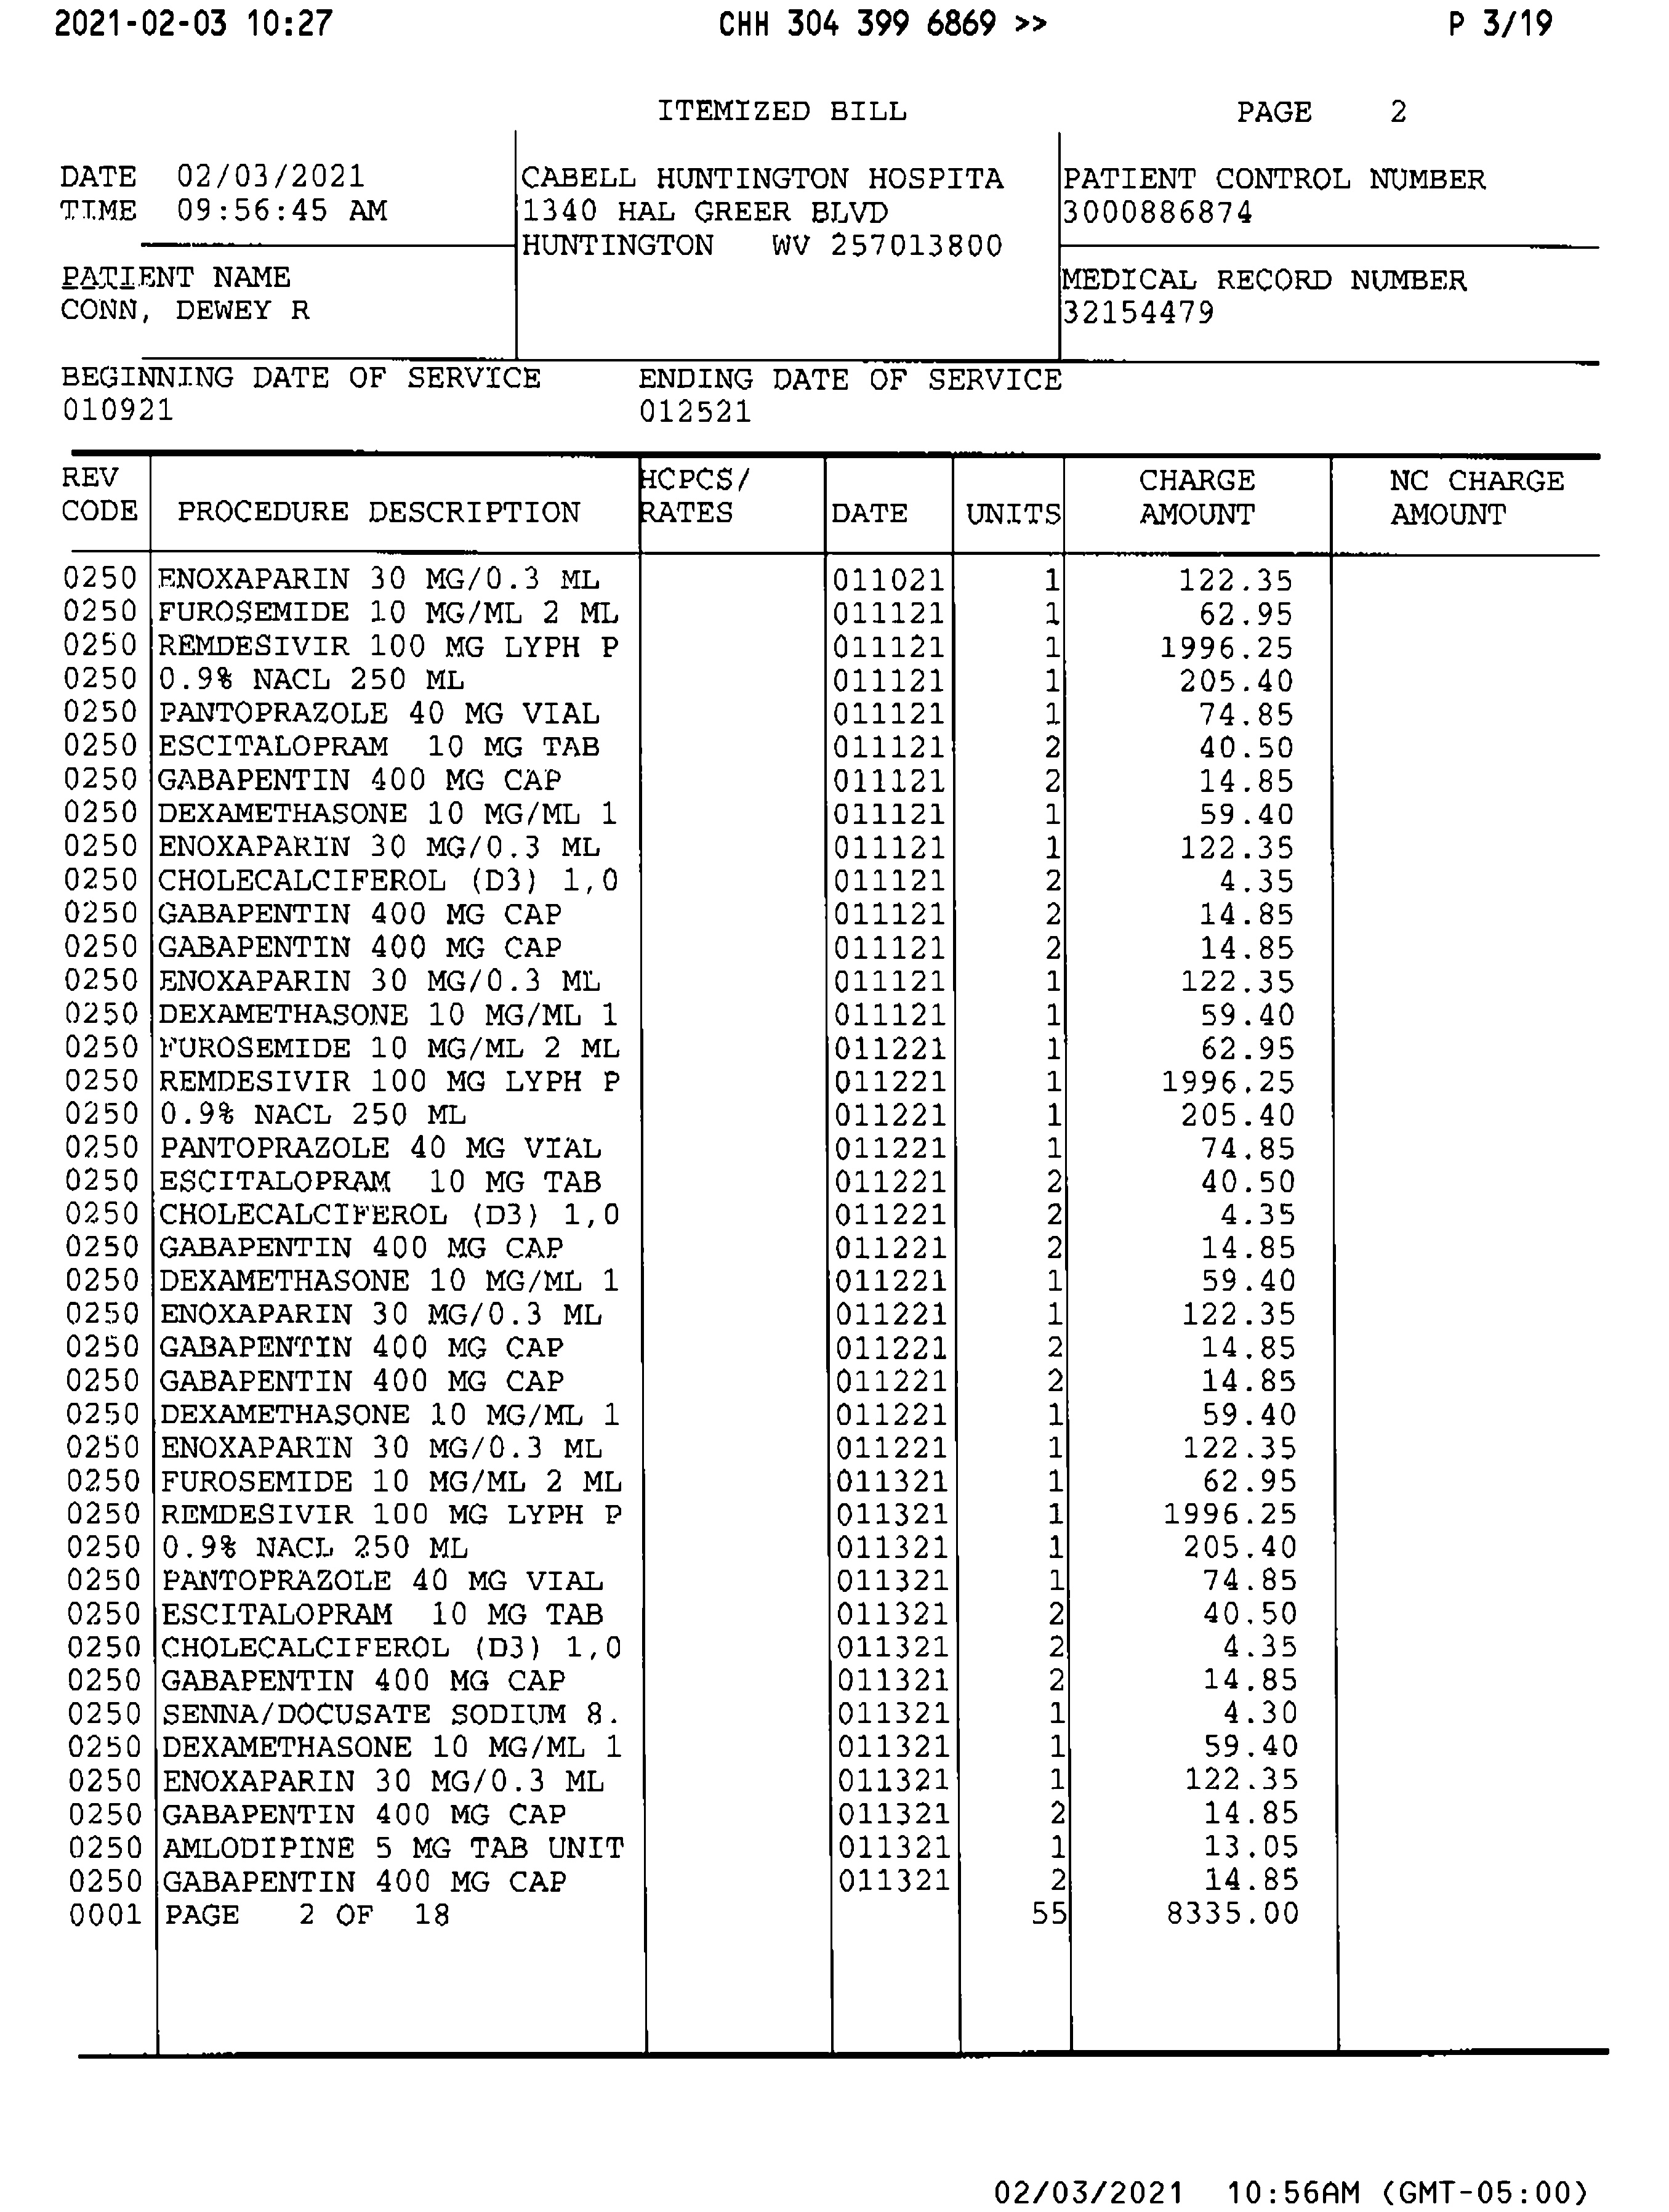 2021-02-03 10:27 CHH 304 399 6869 >> P 3/19
ITEMIZED BILL PAGE 2
DATE 02/03/2021 CABELL HUNTINGTON HOSPITA PATIENT CONTROL NUMBER
TIME 09:56:45 AM 1340 HAL GREER BLVD 3000886874
HUNTINGTON WV 257013800
PATIENT NAME MEDICAL RECORD NUMBER
CONN, DEWEY R 32154479
BEGINNING DATE OF SERVICE ENDING DATE OF SERVICE
010921 012521
REV HCPCS/ CHARGE NC CHARGE
CODE PROCEDURE DESCRIPTION RATES DATE UNITS AMOUNT AMOUNT
0250 ENOXAPARIN 30 MG/0.3 ML 011021 1 122.35
0250 FUROSEMIDE 10 MG/ML 2 ML 011121 1 62.95
0250 REMDESIVIR 100 MG LYPH P 011121 1 1996.25
0250 0.9% NACL 250 ML 011121 1 205.40
0250 PANTOPRAZOLE 40 MG VIAL 011121 1 74.85
0250 ESCITALOPRAM 10 MG TAB 011121 2 40.50
0250 GABAPENTIN 400 MG CAP 011121 2 14.85
0250 DEXAMETHASONE 10 MG/ML 1 011121 1 59.40
0250 ENOXAPARIN 30 MG/0.3 ML 011121 1 122.35
0250 CHOLECALCIFEROL (D3) 1,0 011121 2 4.35
0250 GABAPENTIN 400 MG CAP 011121 2 14.85
0250 GABAPENTIN 400 MG CAP 011121 2 14.85
0250 ENOXAPARIN 30 MG/0.3 ML 011121 1 122.35
0250 DEXAMETHASONE 10 MG/ML 1 011121 1 59.40
0250 FUROSEMIDE 10 MG/ML 2 ML 011221 1 62.95
0250 REMDESIVIR 100 MG LYPH P 011221 1 1996.25
0250 0.9% NACL 250 ML 011221 1 205.40
0250 PANTOPRAZOLE 40 MG VIAL 011221 1 74.85
0250 ESCITALOPRAM 10 MG TAB 011221 2 40.50
0250 CHOLECALCIFEROL (D3) 1,0 011221 2 4.35
0250 GABAPENTIN 400 MG CAP 011221 2 14.85
0250 DEXAMETHASONE 10 MG/ML 1 011221 1 59.40
0250 ENOXAPARIN 30 MG/0.3 ML 011221 1 122.35
0250 GABAPENTIN 400 MG CAP 011221 2 14.85
0250 GABAPENTIN 400 MG CAP 011221 2 14.85
0250 DEXAMETHASONE 10 MG/ML 1 011221 1 59.40
0250 ENOXAPARIN 30 MG/0.3 ML 011221 1 122.35
0250 FUROSEMIDE 10 MG/ML 2 ML 011321 1 62.95
0250 REMDESIVIR 100 MG LYPH P 011321 1 1996.25
0250 0.9% NACL 250 ML 011321 1 205.40
0250 PANTOPRAZOLE 40 MG VIAL 011321 1 74.85
0250 ESCITALOPRAM 10 MG TAB 011321 2 40.50
0250 CHOLECALCIFEROL (D3) 1,0 011321 2 4.35
0250 GABAPENTIN 400 MG CAP 011321 2 14.85
0250 SENNA/DOCUSATE SODIUM 8. 011321 1 4.30
0250 DEXAMETHASONE 10 MG/ML 1 011321 1 59.40
0250 ENOXAPARIN 30 MG/0.3 ML 011321 1 122.35
0250 GABAPENTIN 400 MG CAP 011321 2 14.85
0250 AMLODIPINE 5 MG TAB UNIT 011321 1 13.05
0250 GABAPENTIN 400 MG CAP 011321 2 14.85
0001 PAGE 2 OF 18 55 8335.00
02/03/2021 10:56AM (GMT-05:00)